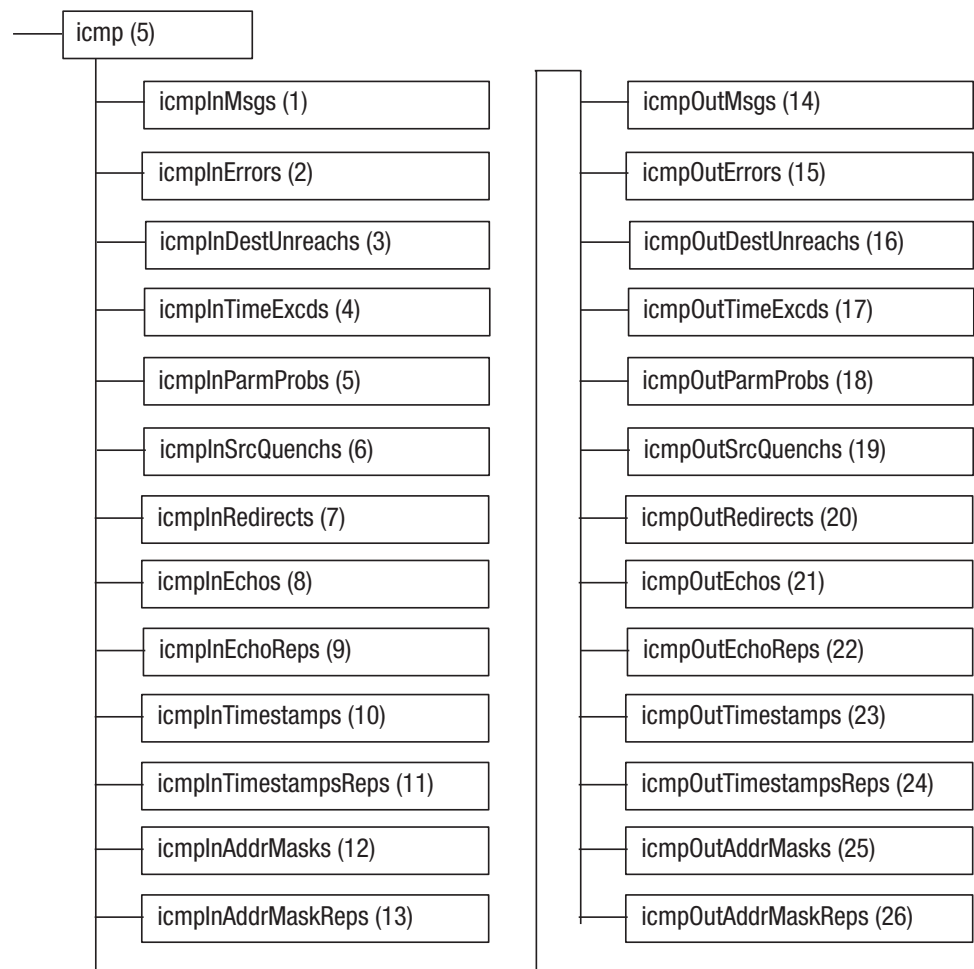 icmp (5)
icmpInMsgs (1)
icmpInErrors (2)
icmpInDestUnreachs (3)
icmpInTimeExcds (4)
icmpInParmProbs (5)
icmpInSrcQuenchs (6)
icmpInRedirects (7)
icmpInEchos (8)
icmpInEchoReps (9)
icmpInTimestamps (10)
icmpInTimestampsReps (11)
icmpInAddrMasks (12)
icmpInAddrMaskReps (13)
icmpOutMsgs (14)
icmpOutErrors (15)
icmpOutDestUnreachs (16)
icmpOutTimeExcds (17)
icmpOutParmProbs (18)
icmpOutSrcQuenchs (19)
icmpOutRedirects (20)
icmpOutEchos (21)
icmpOutEchoReps (22)
icmpOutTimestamps (23)
icmpOutTimestampsReps (24)
icmpOutAddrMasks (25)
icmpOutAddrMaskReps (26)